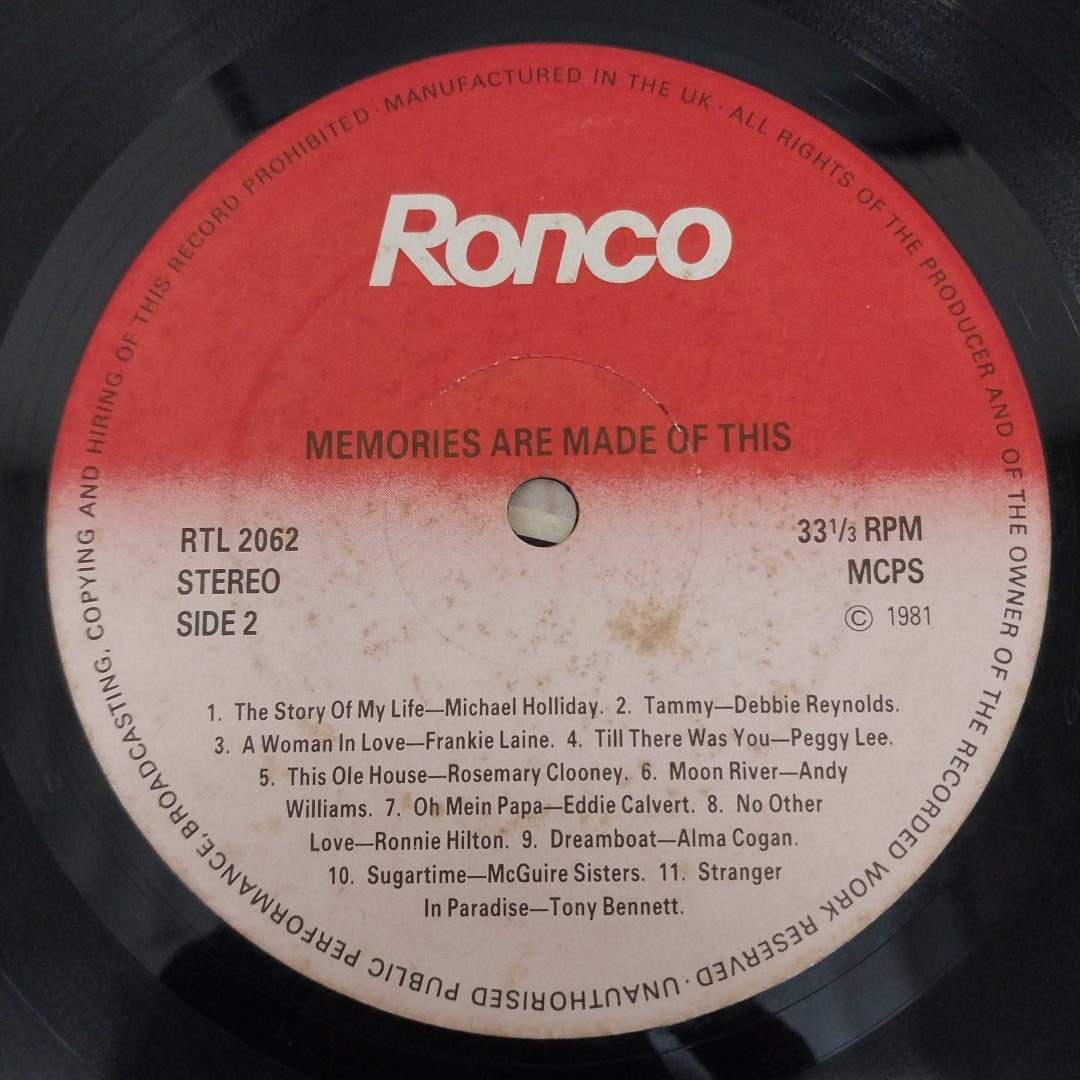 MANUFACTURED IN THE UK · ALL RIGHTS OF THE PRODUCER AND OF THE OWNER OF THE RECORDED WORK RESERVED · UNAUTHORISED PUBLIC PERFORMANCE, BROADCASTING, COPYING AND HIRING OF THIS RECORD PROHIBITED ·
Ronco
MEMORIES ARE MADE OF THIS
RTL 2062
STEREO
SIDE 2
33 1/3 RPM
MCPS
© 1981
1. The Story Of My Life—Michael Holliday. 2. Tammy—Debbie Reynolds.
3. A Woman In Love—Frankie Laine. 4. Till There Was You—Peggy Lee.
5. This Ole House—Rosemary Clooney. 6. Moon River—Andy
Williams. 7. Oh Mein Papa—Eddie Calvert. 8. No Other
Love—Ronnie Hilton. 9. Dreamboat—Alma Cogan.
10. Sugartime—McGuire Sisters. 11. Stranger
In Paradise—Tony Bennett.